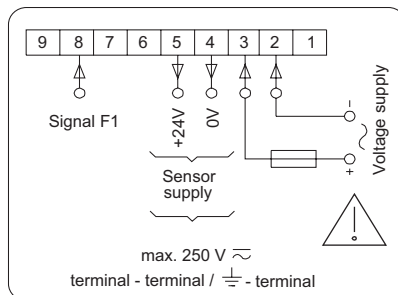 9 8 7 6 5 4 3 2 1
Signal F1
+24V
0V
Sensor
supply
−
~
+
Voltage supply
!
max. 250 V ⎓
terminal - terminal / ⏚ - terminal